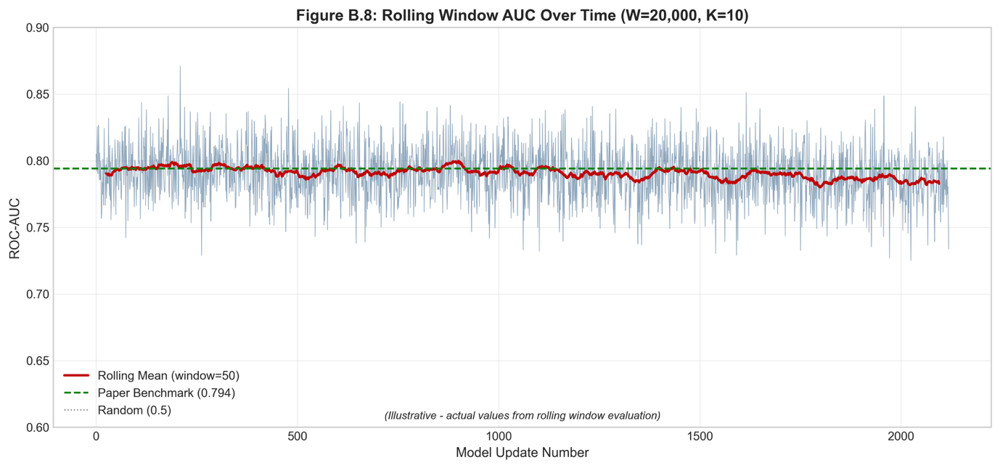 Figure B.8: Rolling Window AUC Over Time (W=20,000, K=10)
0.90
0.85
0.80
0.75
0.70
0.65
0.60
ROC-AUC
Rolling Mean (window=50)
Paper Benchmark (0.794)
Random (0.5)
(Illustrative - actual values from rolling window evaluation)
0 500 1000 1500 2000
Model Update Number